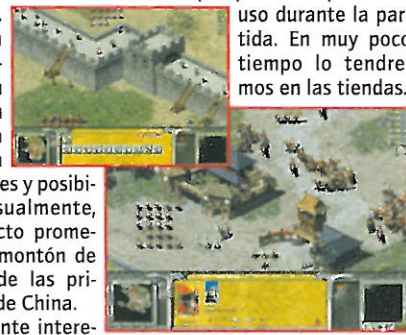 uso durante la par-
tida. En muy poco
tiempo lo tendre-
mos en las tiendas.
es y posibi-
sualmente,
cto prome-
montón de
de las pri-
de China.
nte intere-